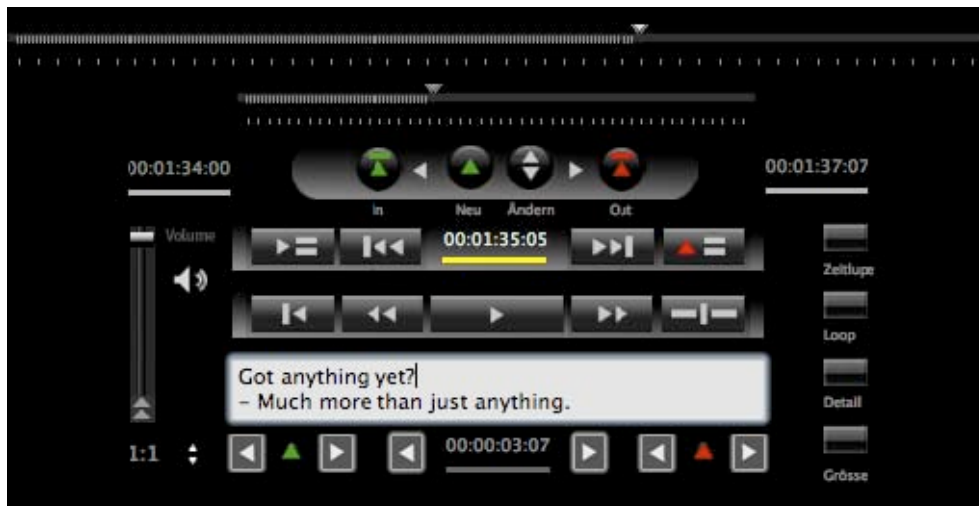 00:01:34:00
00:01:37:07
In
Neu
Ändern
Out
Volume
00:01:35:05
Zeitlupe
Loop
Got anything yet?
– Much more than just anything.
Detail
1:1
00:00:03:07
Grösse